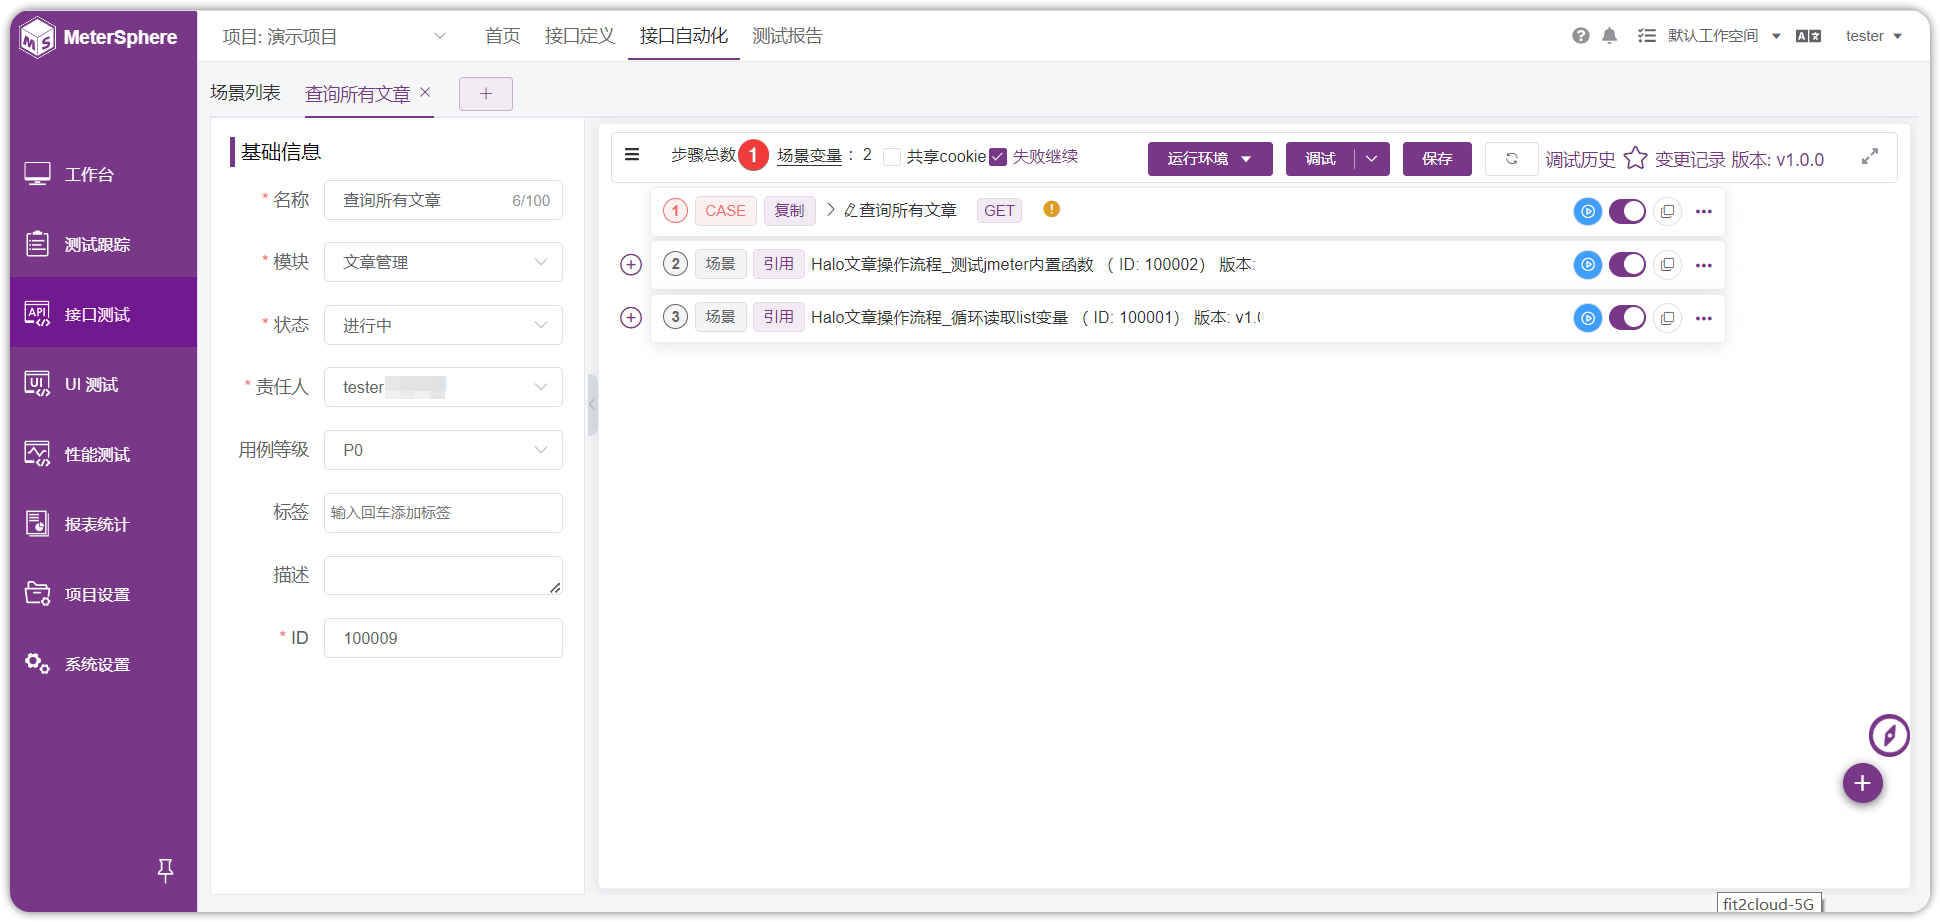 MeterSphere
项目: 演示项目
首页
接口定义
接口自动化
测试报告
默认工作空间
tester
场景列表
查询所有文章
工作台
测试跟踪
API
接口测试
UI
UI 测试
性能测试
报表统计
项目设置
系统设置
基础信息
* 名称
查询所有文章
6/100
* 模块
文章管理
* 状态
进行中
* 责任人
tester
用例等级
P0
标签
输入回车添加标签
描述
* ID
100009
步骤总数 1 场景变量 : 2 共享cookie 失败继续
运行环境
调试
保存
调试历史
变更记录 版本: v1.0.0
1 CASE 复制 查询所有文章 GET
2 场景 引用 Halo文章操作流程_测试jmeter内置函数 ( ID: 100002) 版本:
3 场景 引用 Halo文章操作流程_循环读取list变量 ( ID: 100001) 版本: v1.0
fit2cloud-5G